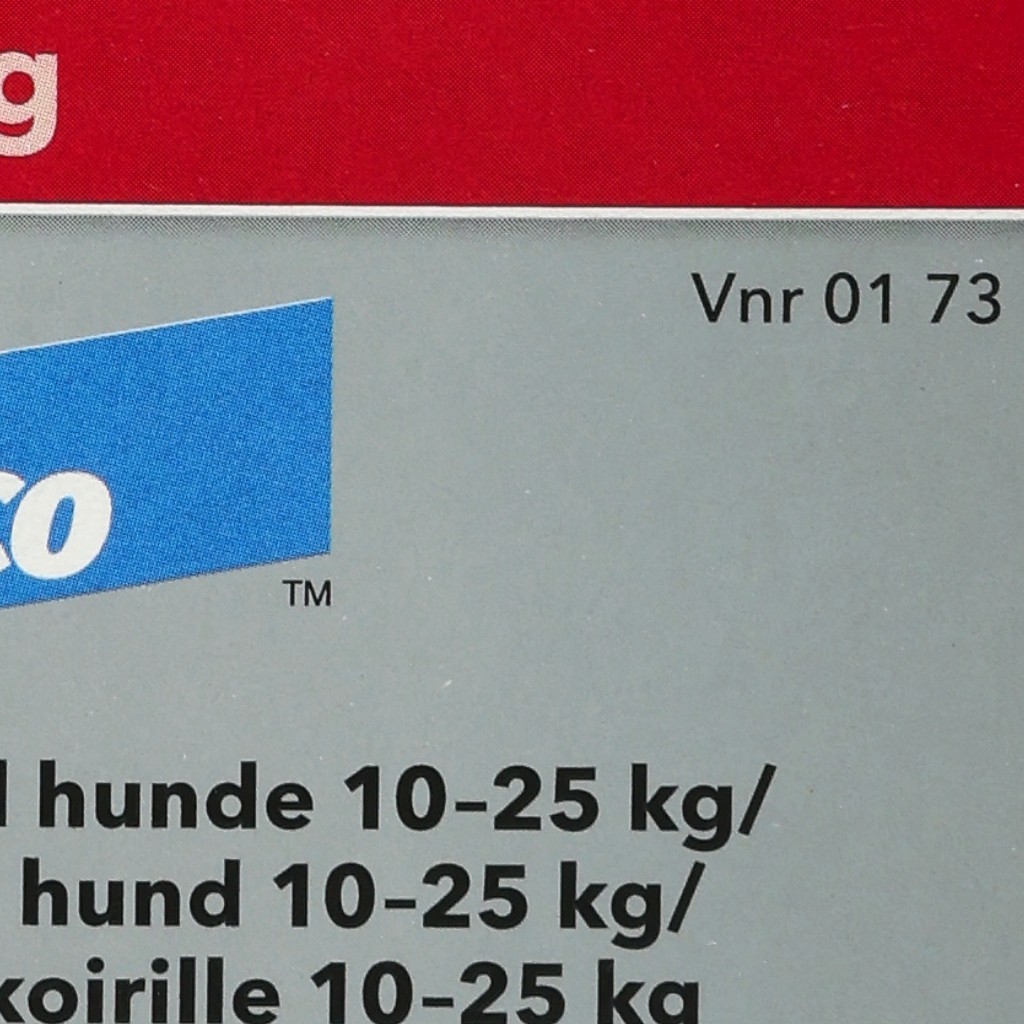 g
Vnr 01 73
co
TM
hunde 10–25 kg/
hund 10–25 kg/
koirille 10–25 kg